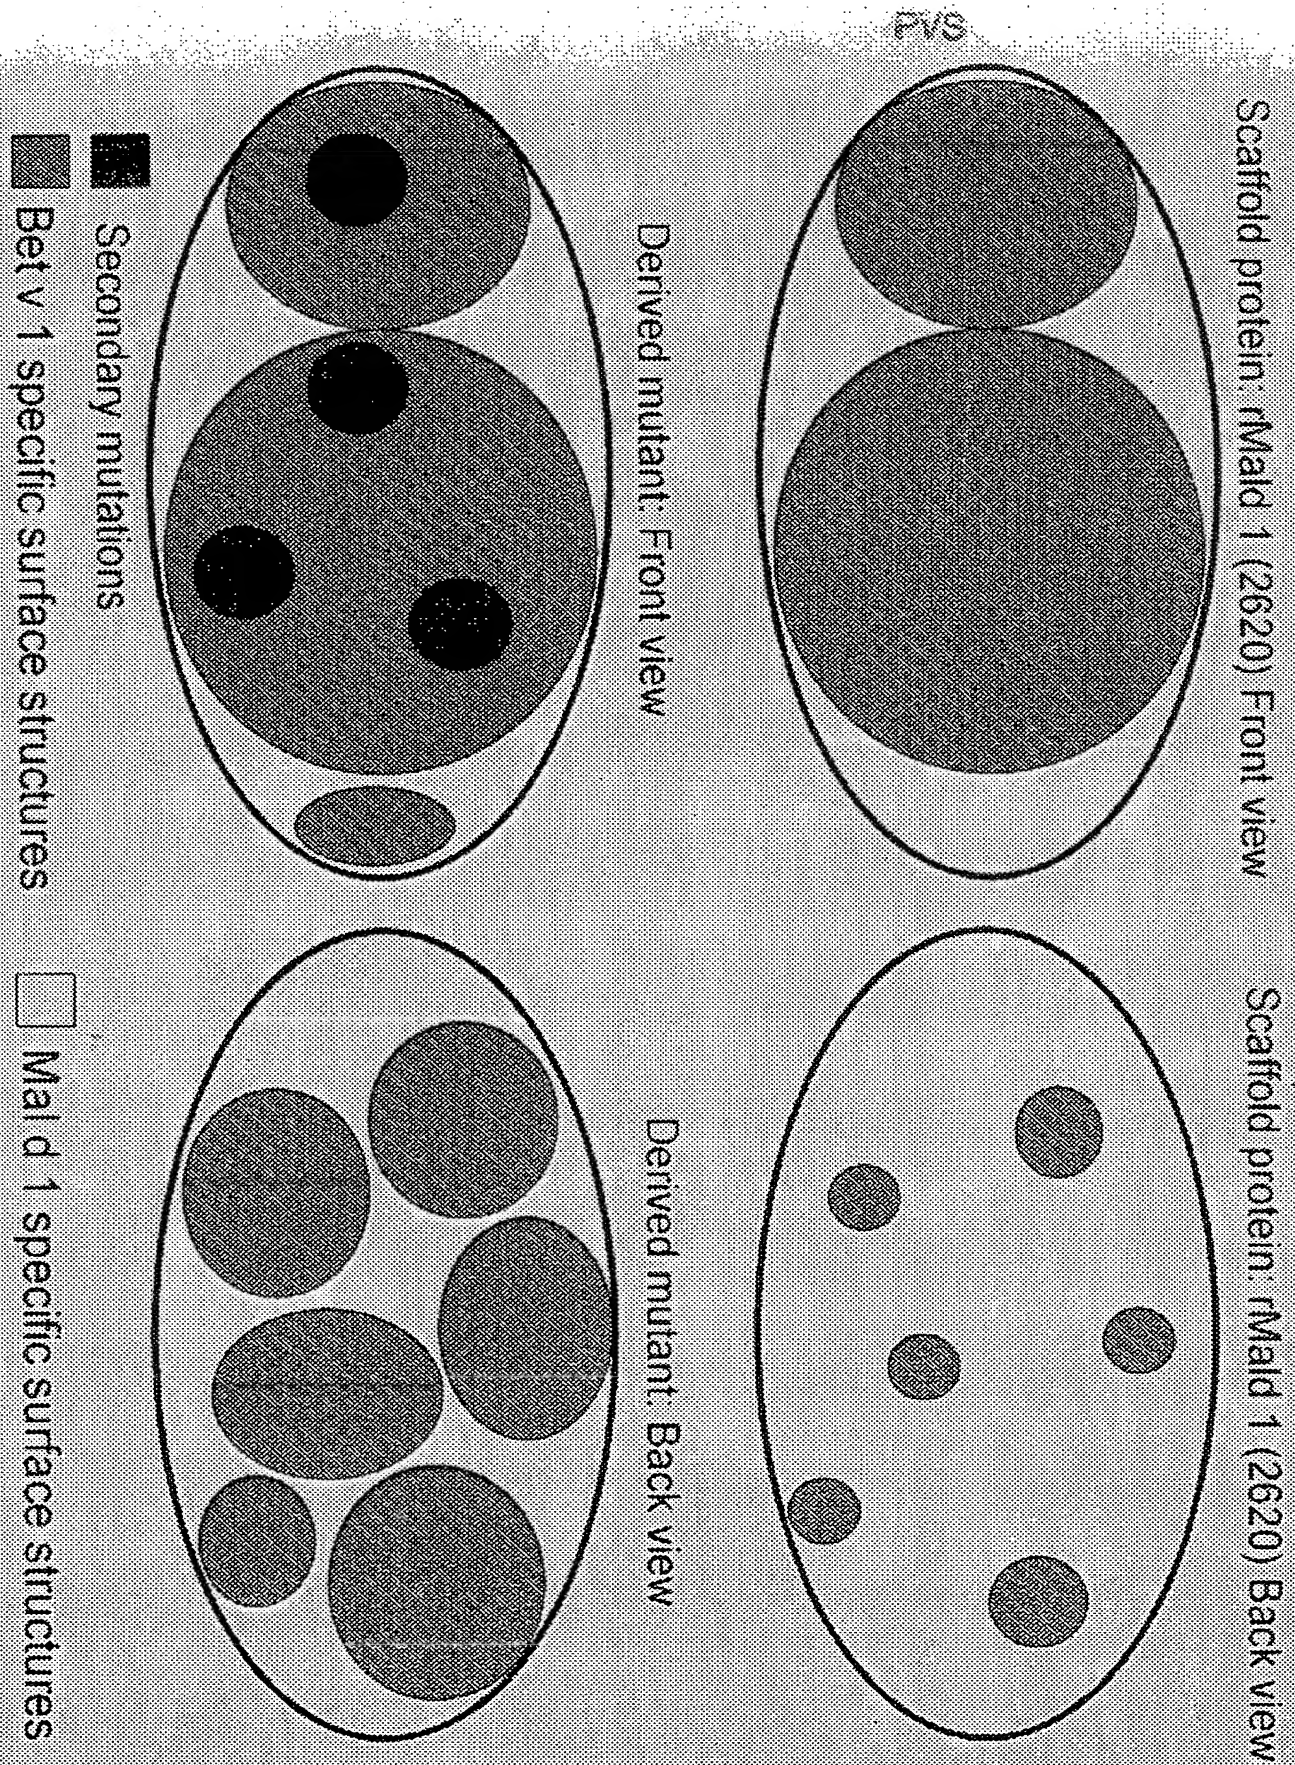 PVS
Scaffold protein: rMald 1 (2620) Front view
Scaffold protein: rMald 1 (2620) Back view
Derived mutant: Front view
Derived mutant: Back view
Secondary mutations
Bet v 1 specific surface structures
Mal d 1 specific surface structures